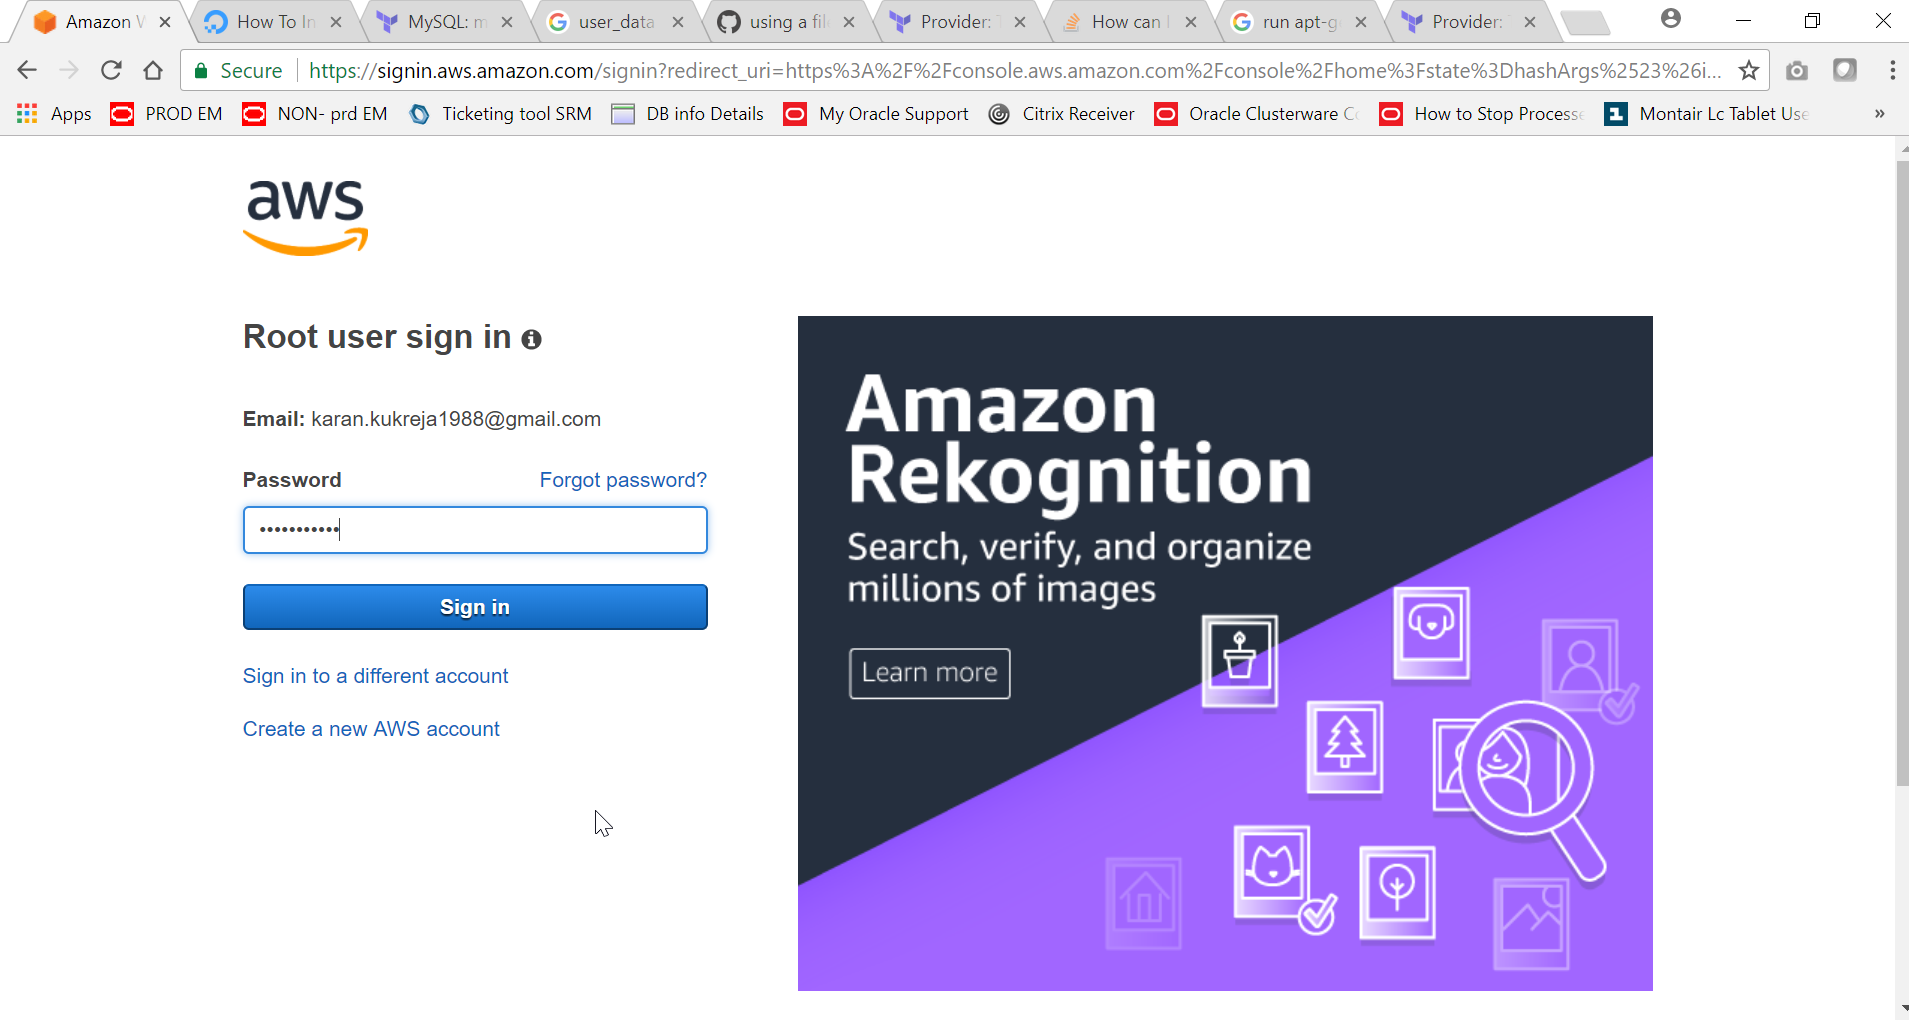 Amazon W
How To In
MySQL: m
user_data
using a fil
Provider: T
How can I
run apt-g
Provider: T
Secure
https://signin.aws.amazon.com/signin?redirect_uri=https%3A%2F%2Fconsole.aws.amazon.com%2Fconsole%2Fhome%3Fstate%3DhashArgs%2523%26i...
Apps
PROD EM
NON- prd EM
Ticketing tool SRM
DB info Details
My Oracle Support
Citrix Receiver
Oracle Clusterware Co
How to Stop Processe
Montair Lc Tablet Use
»
aws
Root user sign in
Email: karan.kukreja1988@gmail.com
Password
Forgot password?
•••••••••••
Sign in
Sign in to a different account
Create a new AWS account
Amazon
Rekognition
Search, verify, and organize
millions of images
Learn more